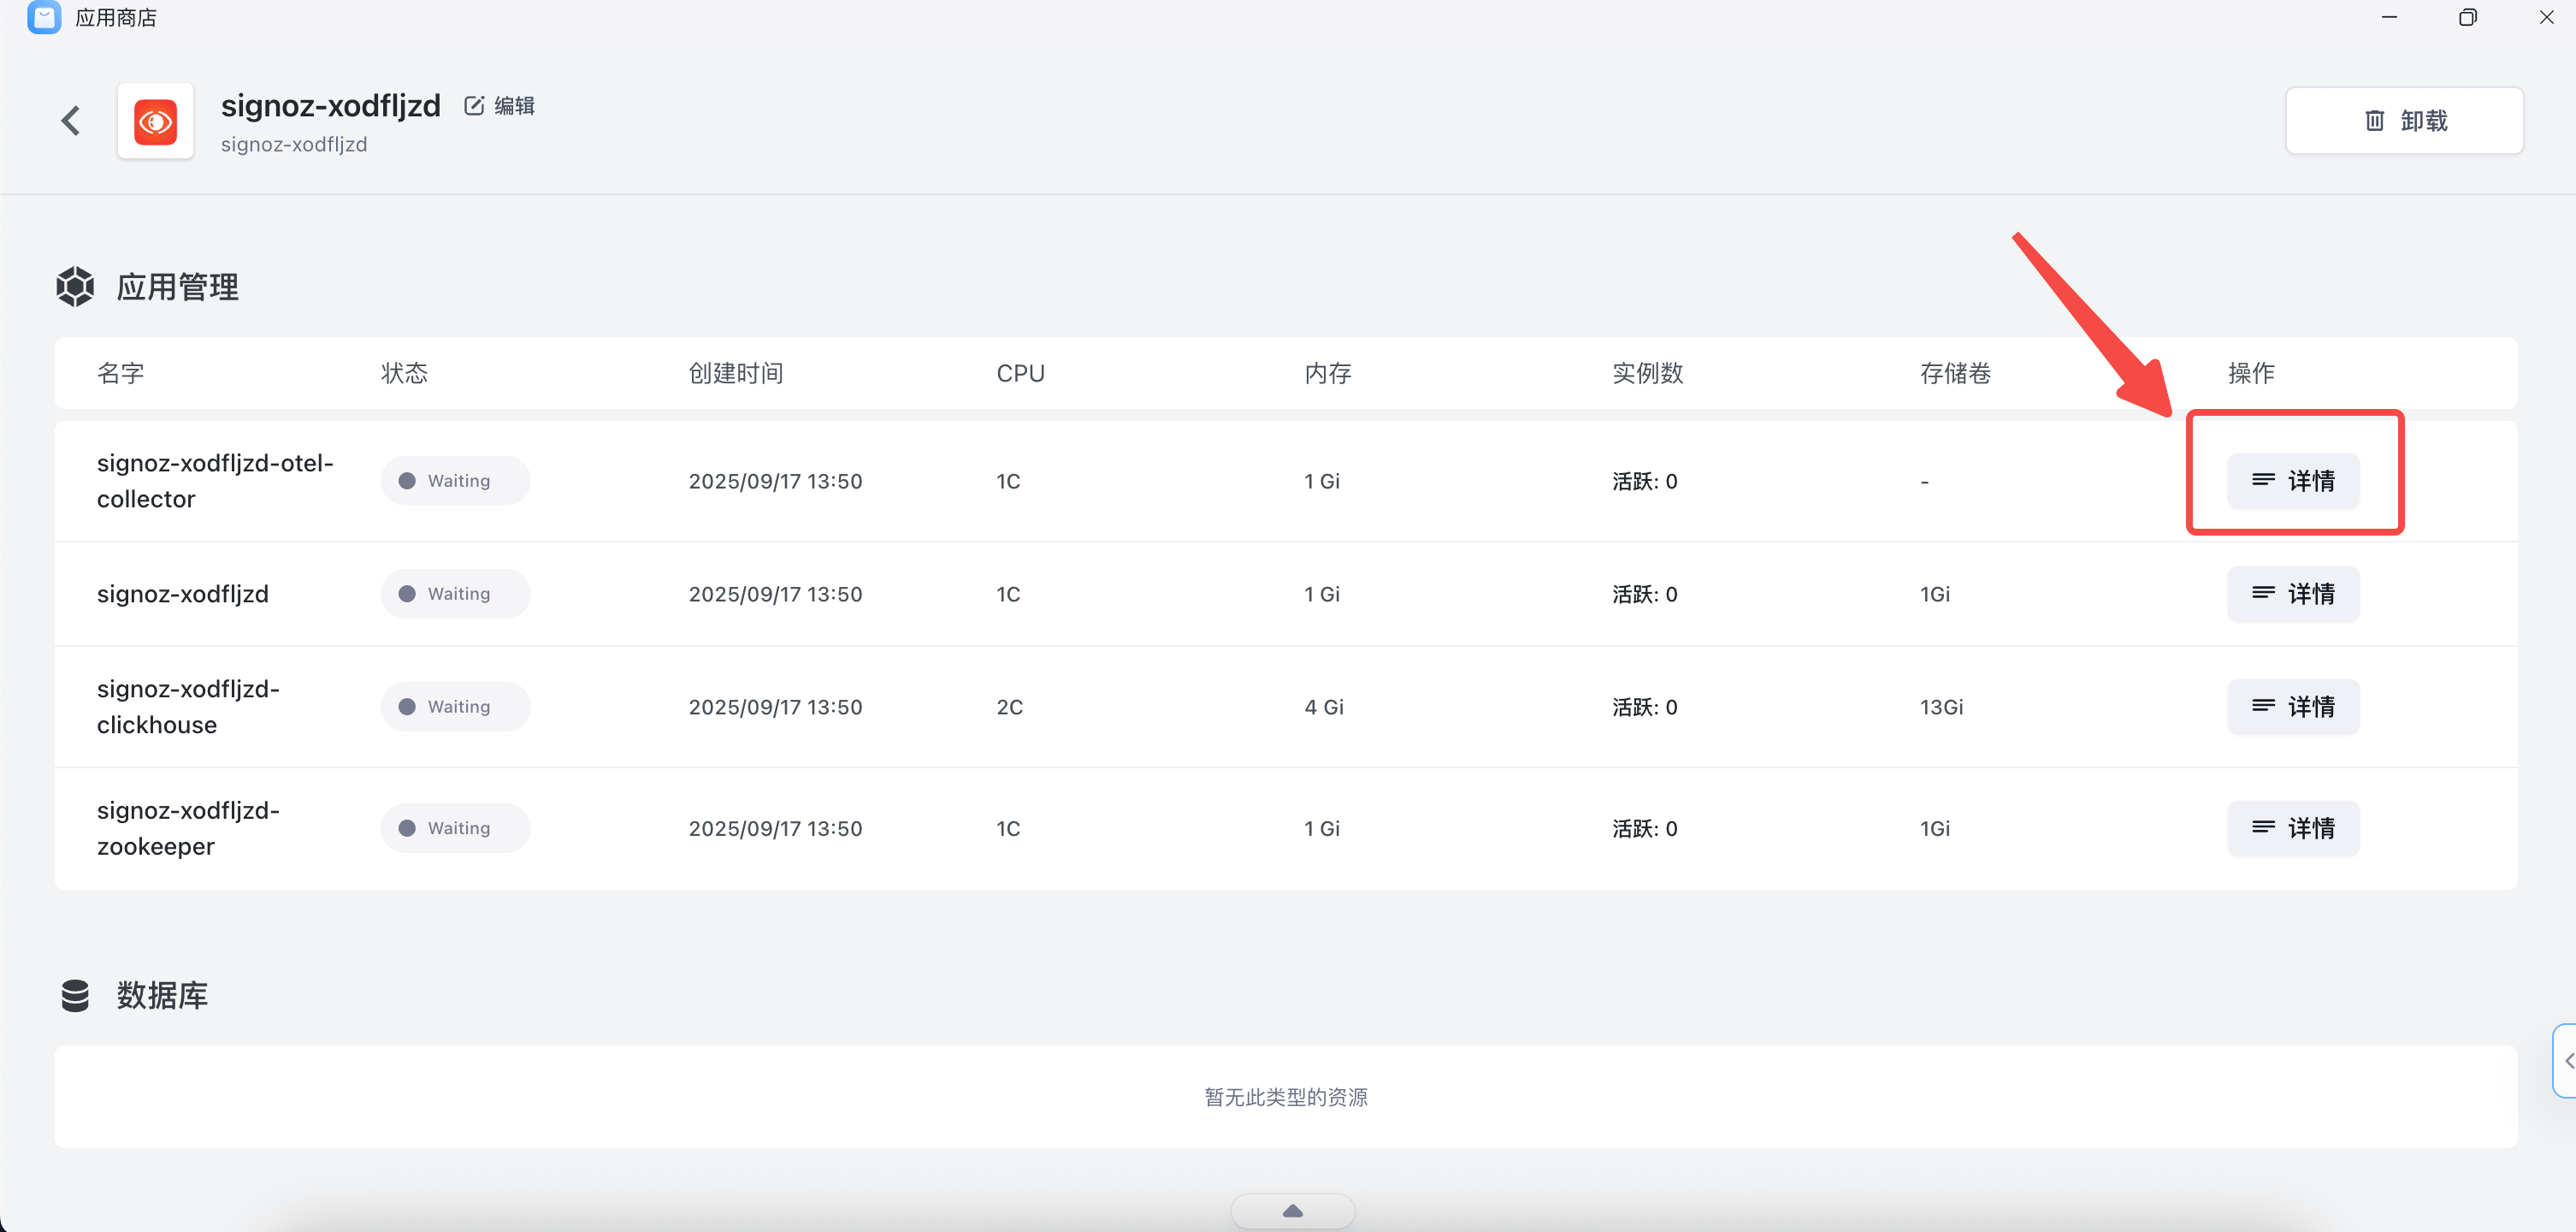 应用商店
signoz-xodfljzd 编辑
signoz-xodfljzd
卸载
应用管理
名字 状态 创建时间 CPU 内存 实例数 存储卷 操作
signoz-xodfljzd-otel-
collector
Waiting 2025/09/17 13:50 1C 1 Gi 活跃: 0 - 详情
signoz-xodfljzd Waiting 2025/09/17 13:50 1C 1 Gi 活跃: 0 1Gi 详情
signoz-xodfljzd-
clickhouse
Waiting 2025/09/17 13:50 2C 4 Gi 活跃: 0 13Gi 详情
signoz-xodfljzd-
zookeeper
Waiting 2025/09/17 13:50 1C 1 Gi 活跃: 0 1Gi 详情
数据库
暂无此类型的资源